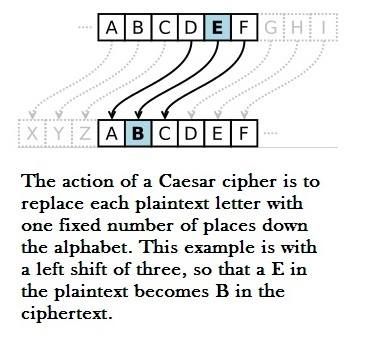 A B C D E F G H I
X Y Z A B C D E F
The action of a Caesar cipher is to
replace each plaintext letter with
one fixed number of places down
the alphabet. This example is with
a left shift of three, so that a E in
the plaintext becomes B in the
ciphertext.